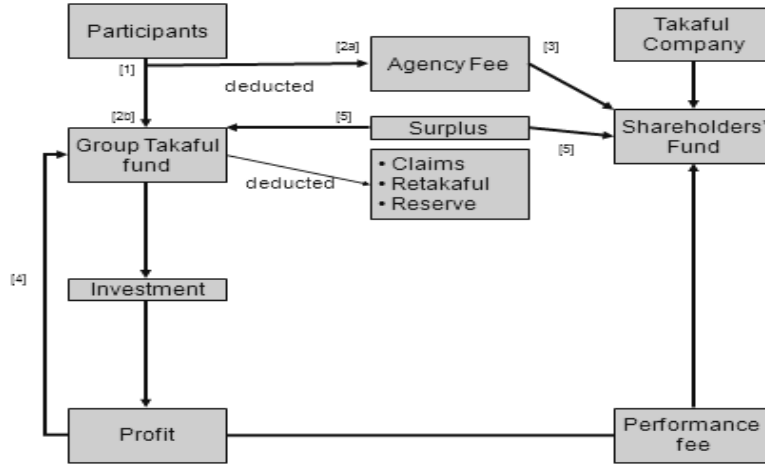 Participants
Takaful
Company
[1]
[2a]
deducted
Agency Fee
[3]
[2b]
Group Takaful
fund
[5]
Surplus
[5]
Shareholders'
Fund
deducted
• Claims
• Retakaful
• Reserve
[4]
Investment
Profit
Performance
fee